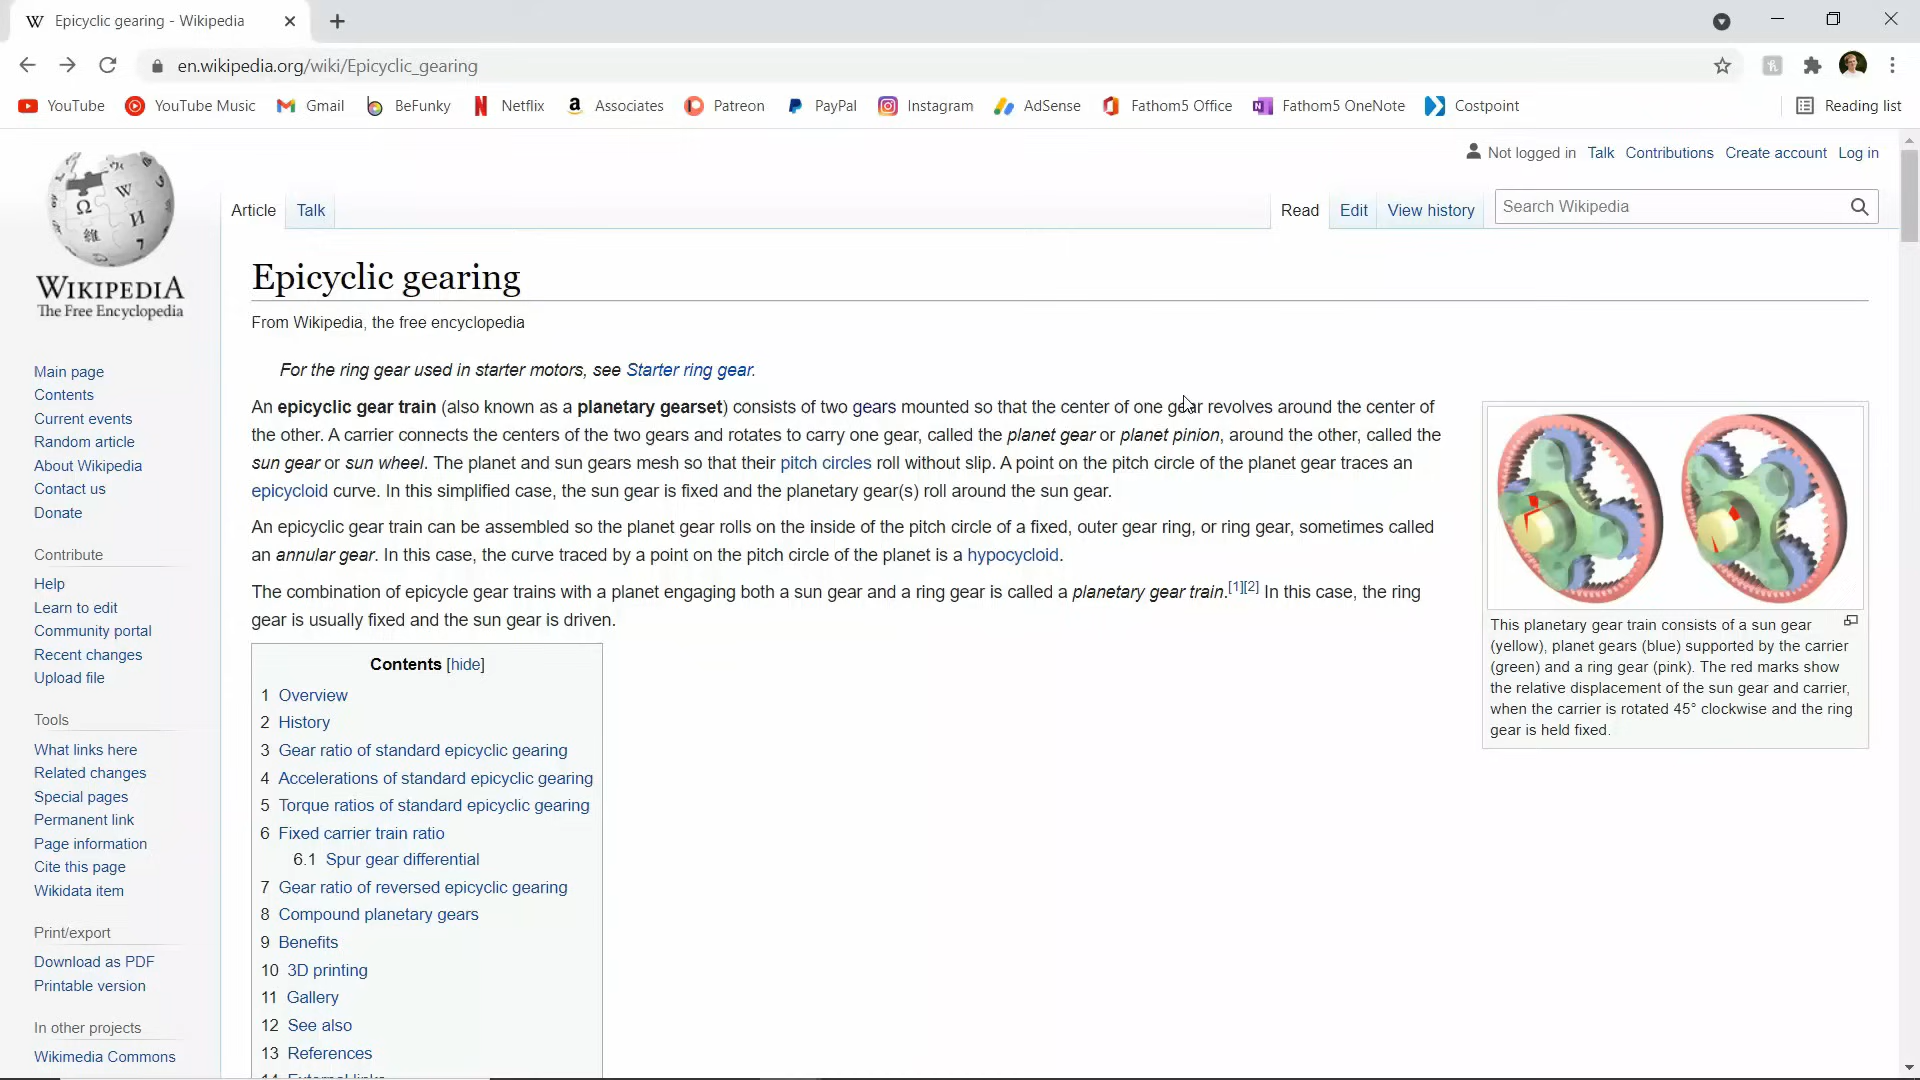 Epicyclic gearing - Wikipedia
en.wikipedia.org/wiki/Epicyclic_gearing
YouTube YouTube Music Gmail BeFunky Netflix Associates Patreon PayPal Instagram AdSense Fathom5 Office Fathom5 OneNote Costpoint Reading list
Not logged in Talk Contributions Create account Log in
WIKIPEDIA
The Free Encyclopedia
Article Talk Read Edit View history Search Wikipedia
Epicyclic gearing
From Wikipedia, the free encyclopedia
For the ring gear used in starter motors, see Starter ring gear.
An epicyclic gear train (also known as a planetary gearset) consists of two gears mounted so that the center of one gear revolves around the center of
the other. A carrier connects the centers of the two gears and rotates to carry one gear, called the planet gear or planet pinion, around the other, called the
sun gear or sun wheel. The planet and sun gears mesh so that their pitch circles roll without slip. A point on the pitch circle of the planet gear traces an
epicycloid curve. In this simplified case, the sun gear is fixed and the planetary gear(s) roll around the sun gear.
An epicyclic gear train can be assembled so the planet gear rolls on the inside of the pitch circle of a fixed, outer gear ring, or ring gear, sometimes called
an annular gear. In this case, the curve traced by a point on the pitch circle of the planet is a hypocycloid.
The combination of epicycle gear trains with a planet engaging both a sun gear and a ring gear is called a planetary gear train.[1][2] In this case, the ring
gear is usually fixed and the sun gear is driven.
This planetary gear train consists of a sun gear
(yellow), planet gears (blue) supported by the carrier
(green) and a ring gear (pink). The red marks show
the relative displacement of the sun gear and carrier,
when the carrier is rotated 45° clockwise and the ring
gear is held fixed.
Contents [hide]
1 Overview
2 History
3 Gear ratio of standard epicyclic gearing
4 Accelerations of standard epicyclic gearing
5 Torque ratios of standard epicyclic gearing
6 Fixed carrier train ratio
6.1 Spur gear differential
7 Gear ratio of reversed epicyclic gearing
8 Compound planetary gears
9 Benefits
10 3D printing
11 Gallery
12 See also
13 References
Main page
Contents
Current events
Random article
About Wikipedia
Contact us
Donate
Contribute
Help
Learn to edit
Community portal
Recent changes
Upload file
Tools
What links here
Related changes
Special pages
Permanent link
Page information
Cite this page
Wikidata item
Print/export
Download as PDF
Printable version
In other projects
Wikimedia Commons